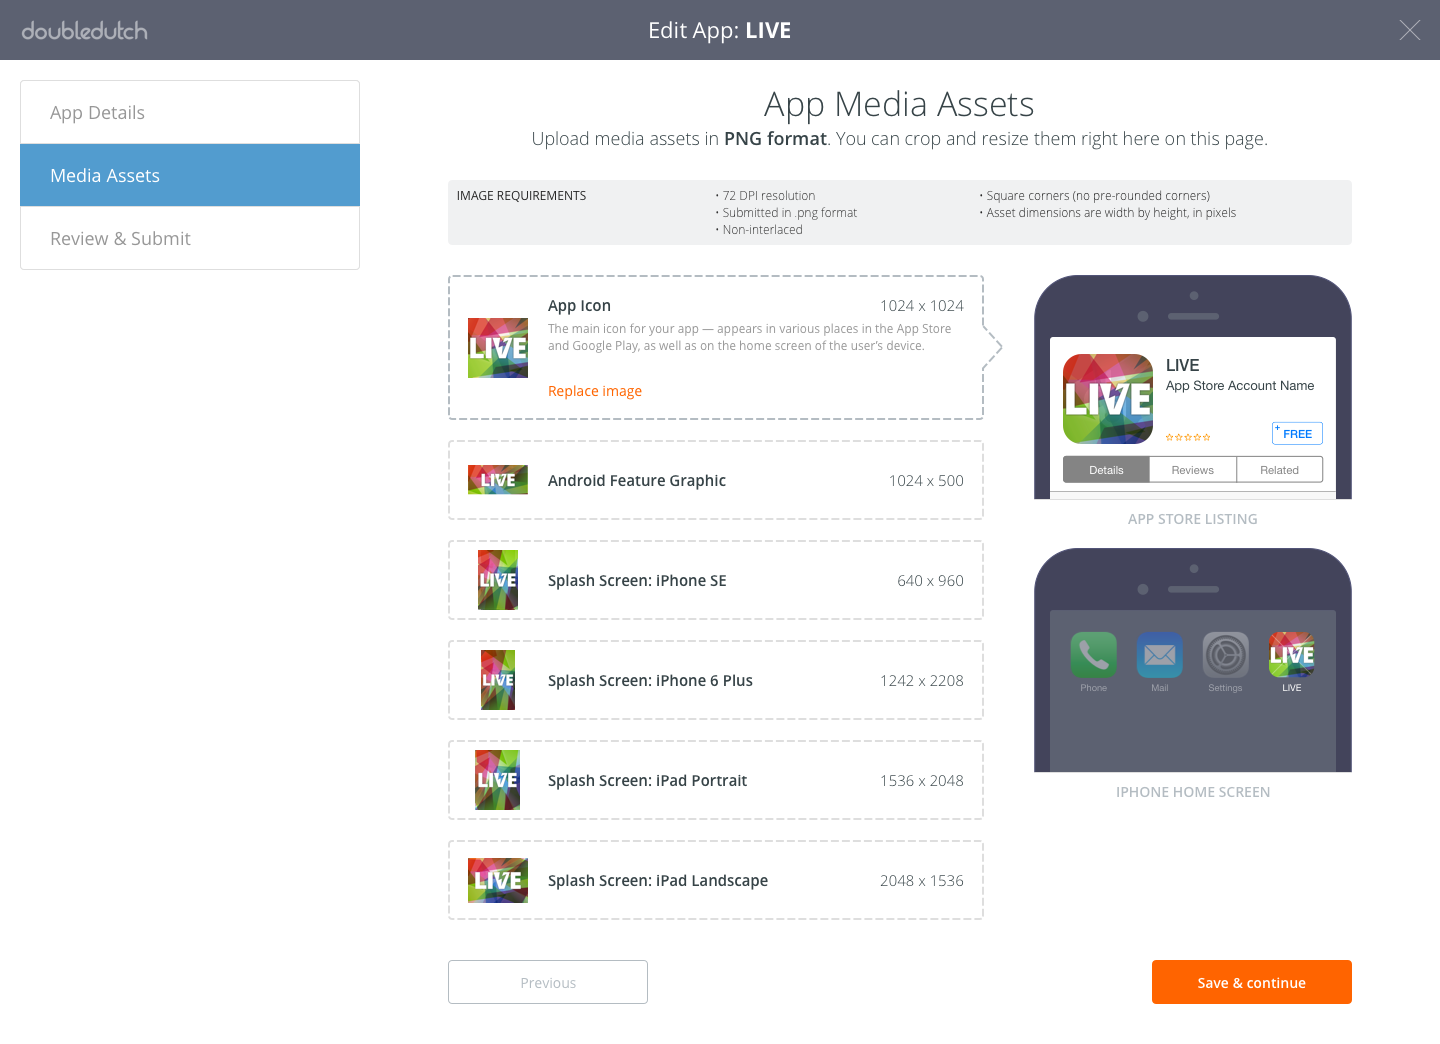 doubledutch
Edit App: LIVE
App Details
Media Assets
Review & Submit
App Media Assets
Upload media assets in PNG format. You can crop and resize them right here on this page.
IMAGE REQUIREMENTS
• 72 DPI resolution
• Submitted in .png format
• Non-interlaced
• Square corners (no pre-rounded corners)
• Asset dimensions are width by height, in pixels
LIVE
App Icon 1024 x 1024
The main icon for your app — appears in various places in the App Store
and Google Play, as well as on the home screen of the user's device.
Replace image
LIVE
Android Feature Graphic 1024 x 500
LIVE
Splash Screen: iPhone SE 640 x 960
LIVE
Splash Screen: iPhone 6 Plus 1242 x 2208
LIVE
Splash Screen: iPad Portrait 1536 x 2048
LIVE
Splash Screen: iPad Landscape 2048 x 1536
LIVE
LIVE
App Store Account Name
+ FREE
Details Reviews Related
APP STORE LISTING
LIVE
Phone Mail Settings LIVE
IPHONE HOME SCREEN
Previous
Save & continue